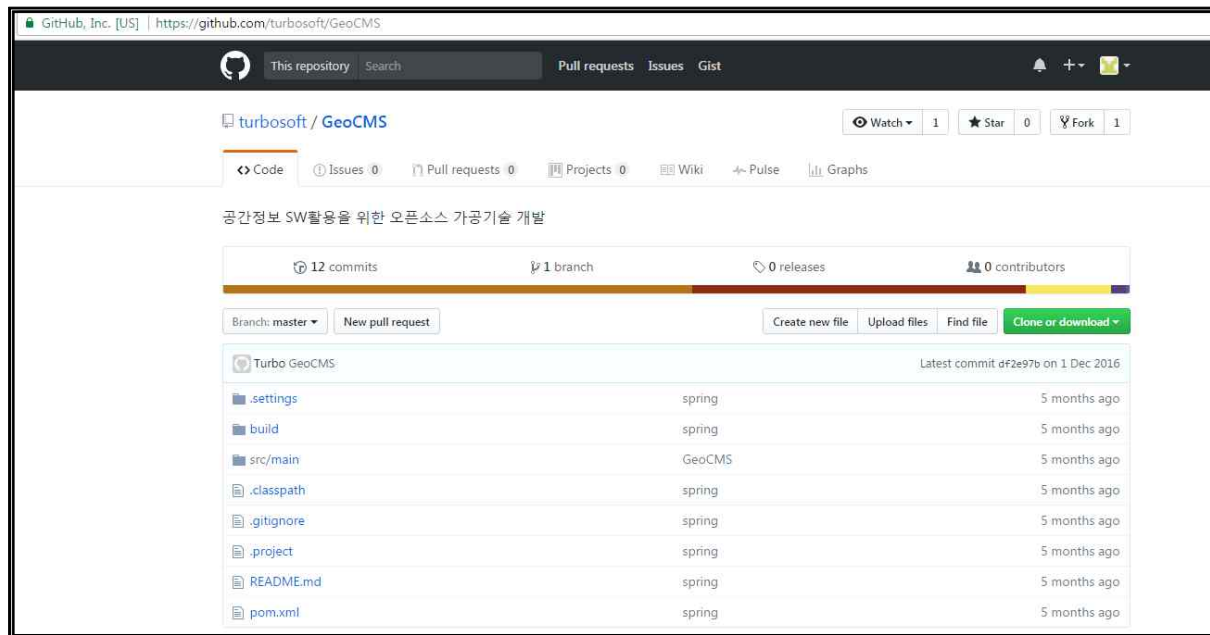 GitHub, Inc. [US] | https://github.com/turbosoft/GeoCMS
This repository Search Pull requests Issues Gist
turbosoft / GeoCMS Watch 1 Star 0 Fork 1
Code Issues 0 Pull requests 0 Projects 0 Wiki Pulse Graphs
공간정보 SW활용을 위한 오픈소스 가공기술 개발
12 commits 1 branch 0 releases 0 contributors
Branch: master New pull request Create new file Upload files Find file Clone or download
Turbo GeoCMS Latest commit df2e97b on 1 Dec 2016
.settings spring 5 months ago
build spring 5 months ago
src/main GeoCMS 5 months ago
.classpath spring 5 months ago
.gitignore spring 5 months ago
.project spring 5 months ago
README.md spring 5 months ago
pom.xml spring 5 months ago